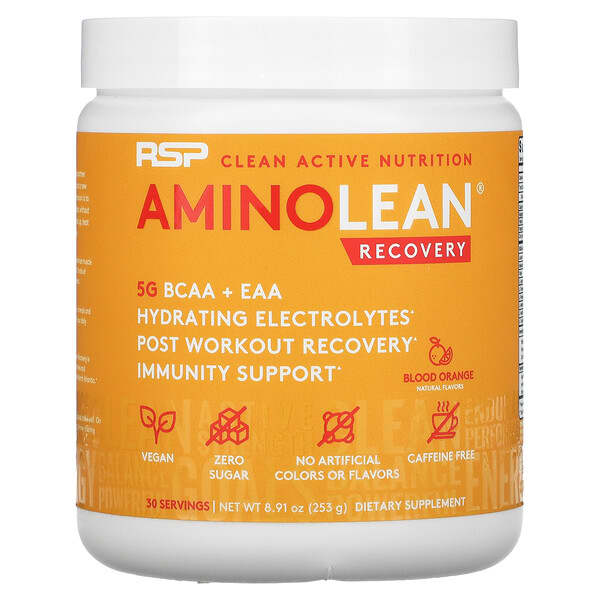 RSP CLEAN ACTIVE NUTRITION
AMINOLEAN®
RECOVERY
5G BCAA + EAA
HYDRATING ELECTROLYTES^
POST WORKOUT RECOVERY^
IMMUNITY SUPPORT^
BLOOD ORANGE
NATURAL FLAVORS
VEGAN
ZERO
SUGAR
NO ARTIFICIAL
COLORS OR FLAVORS
CAFFEINE FREE
30 SERVINGS | NET WT 8.91 OZ (253 g) DIETARY SUPPLEMENT